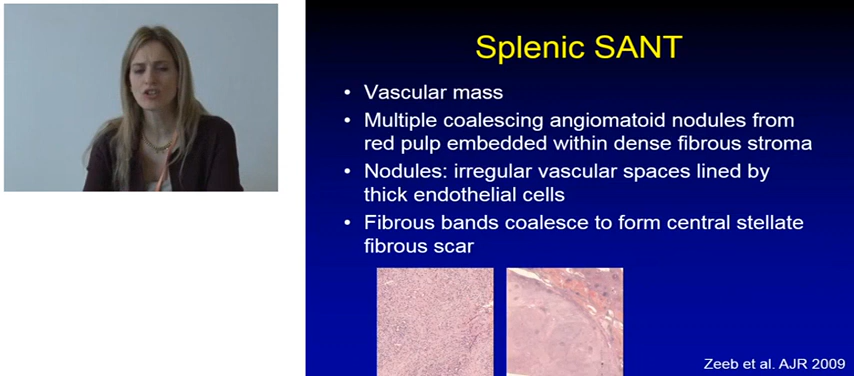 Splenic SANT
• Vascular mass
• Multiple coalescing angiomatoid nodules from
red pulp embedded within dense fibrous stroma
• Nodules: irregular vascular spaces lined by
thick endothelial cells
• Fibrous bands coalesce to form central stellate
fibrous scar
Zeeb et al. AJR 2009